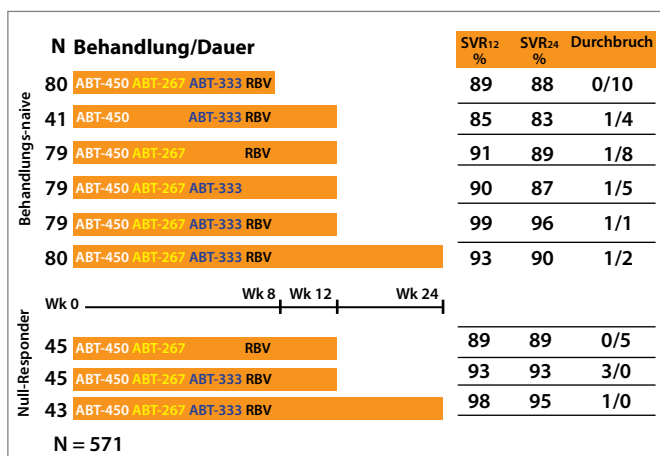 N Behandlung/Dauer SVR12 % SVR24 % Durchbruch
Behandlungs-naive
80 ABT-450 ABT-267 ABT-333 RBV 89 88 0/10
41 ABT-450 ABT-333 RBV 85 83 1/4
79 ABT-450 ABT-267 RBV 91 89 1/8
79 ABT-450 ABT-267 ABT-333 90 87 1/5
79 ABT-450 ABT-267 ABT-333 RBV 99 96 1/1
80 ABT-450 ABT-267 ABT-333 RBV 93 90 1/2
Wk 0 Wk 8 Wk 12 Wk 24
Null-Responder
45 ABT-450 ABT-267 RBV 89 89 0/5
45 ABT-450 ABT-267 ABT-333 RBV 93 93 3/0
43 ABT-450 ABT-267 ABT-333 RBV 98 95 1/0
N = 571